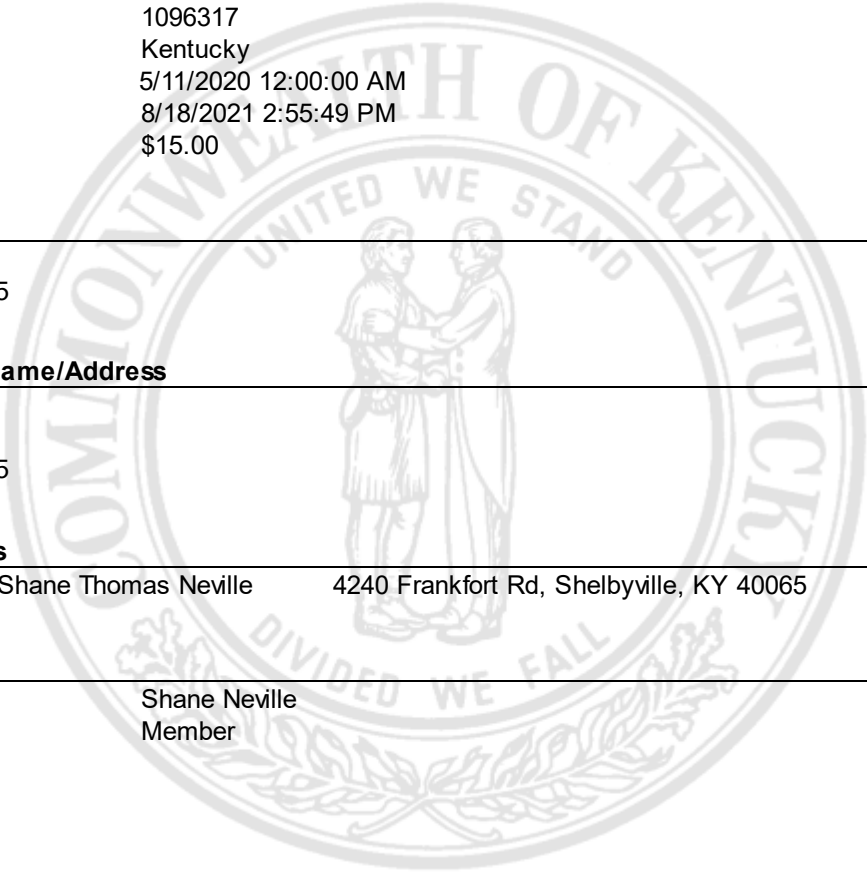 1096317
Kentucky
5/11/2020 12:00:00 AM
8/18/2021 2:55:49 PM
$15.00
COMMONWEALTH OF KENTUCKY
UNITED WE STAND
5
ame/Address
5
s
Shane Thomas Neville 4240 Frankfort Rd, Shelbyville, KY 40065
DIVIDED WE FALL
Shane Neville
Member